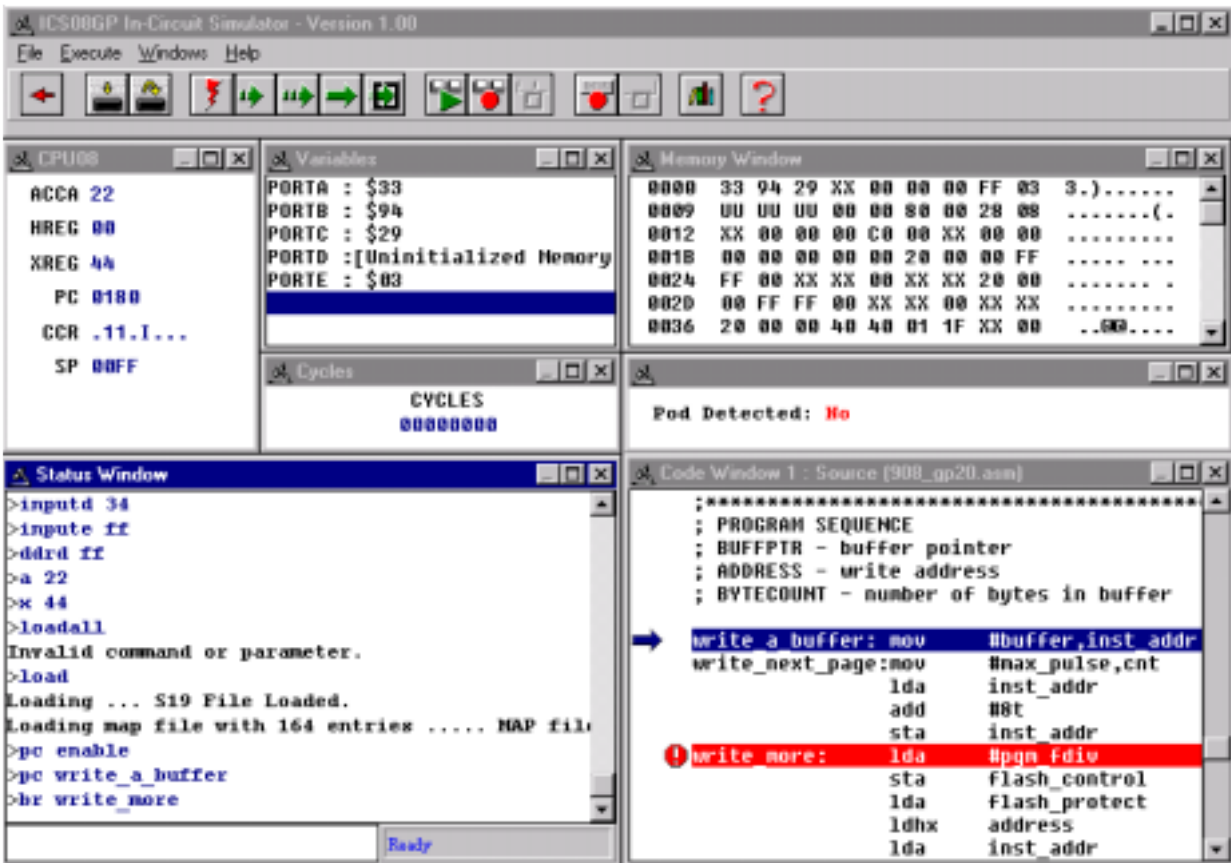 ICS08GP In-Circuit Simulator - Version 1.00
File Execute Windows Help
CPU08
ACCA 22
HREG 00
XREG 44
PC 0180
CCR .11.I...
SP 00FF
Variables
PORTA : $33
PORTB : $94
PORTC : $29
PORTD :[Uninitialized Memory
PORTE : $03
Cycles
CYCLES
00000000
Memory Window
0000 33 94 29 XX 00 00 00 FF 03 3.)......
0009 UU UU UU 00 00 80 00 28 08 .......(.
0012 XX 00 00 00 C0 00 XX 00 00 .........
001B 00 00 00 00 00 20 00 00 FF ..... ...
0024 FF 00 XX XX 00 XX XX 20 00 ....... .
002D 00 FF FF 00 XX XX 00 XX XX .........
0036 20 00 00 40 40 01 1F XX 00 ..@@....
Pod Detected: No
Status Window
>inputd 34
>inpute ff
>ddrd ff
>a 22
>x 44
>loadall
Invalid command or parameter.
>load
Loading ... S19 File Loaded.
Loading map file with 164 entries ..... MAP file
>pc enable
>pc write_a_buffer
>br write_more
Ready
Code Window 1 : Source (908_gp20.asm)
;****************************************
; PROGRAM SEQUENCE
; BUFFPTR - buffer pointer
; ADDRESS - write address
; BYTECOUNT - number of bytes in buffer
write_a_buffer: mov #buffer,inst_addr
write_next_page:mov #max_pulse,cnt
lda inst_addr
add #8t
sta inst_addr
write_more: lda #pgm_fdiv
sta flash_control
lda flash_protect
ldhx address
lda inst_addr